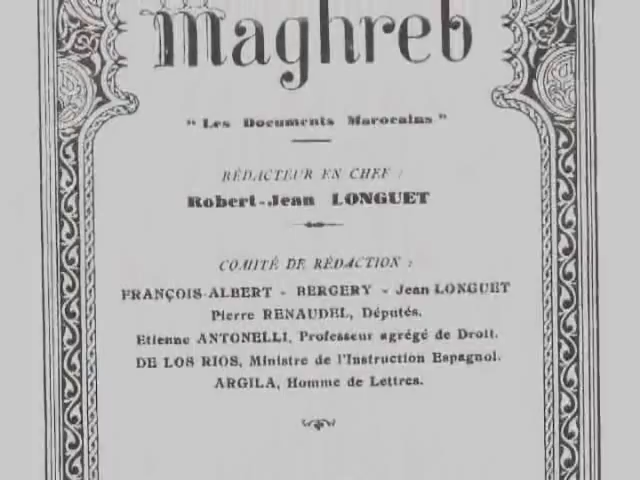 Maghreb
" Les Documents Marocains "
RÉDACTEUR EN CHEF :
Robert-Jean LONGUET
COMITÉ DE RÉDACTION :
FRANÇOIS-ALBERT - BERGERY - Jean LONGUET
Pierre RENAUDEL, Députés.
Etienne ANTONELLI, Professeur agrégé de Droit.
DE LOS RIOS, Ministre de l'Instruction Espagnol.
ARGILA, Homme de Lettres.